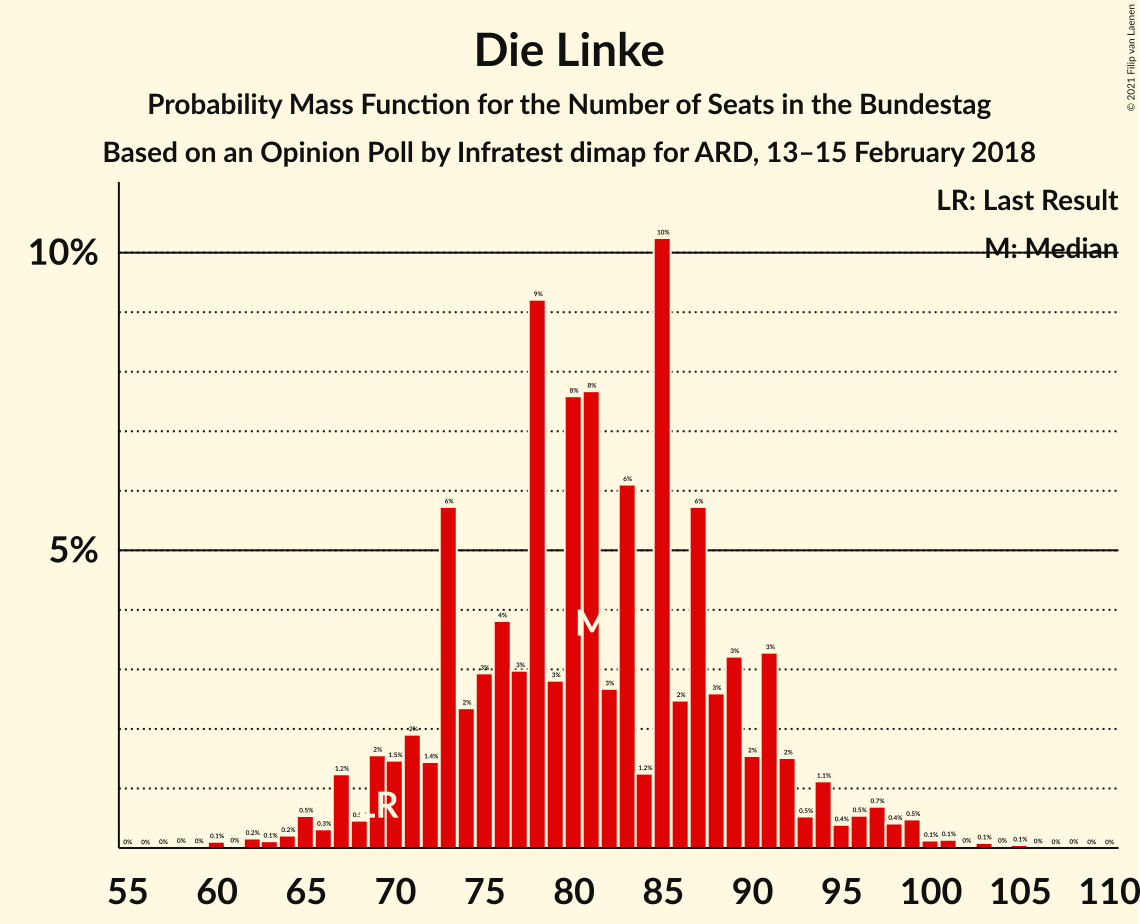 Die Linke
Probability Mass Function for the Number of Seats in the Bundestag
Based on an Opinion Poll by Infratest dimap for ARD, 13–15 February 2018
© 2021 Filip van Laenen
LR: Last Result
M: Median
10%
5%
0% 0% 0% 0% 0% 0.1% 0% 0.2% 0.1% 0.2% 0.5% 0.3% 1.2% 2% 1.5% 2% 1.4% 6% 2% 3% 4% 3% 9% 3% 8% 8% 3% 6% 1.2% 10% 2% 6% 3% 3% 2% 3% 2% 0.5% 1.1% 0.4% 0.5% 0.7% 0.4% 0.5% 0.1% 0.1% 0% 0.1% 0% 0.1% 0% 0% 0% 0% 0%
M
LR
55 60 65 70 75 80 85 90 95 100 105 110